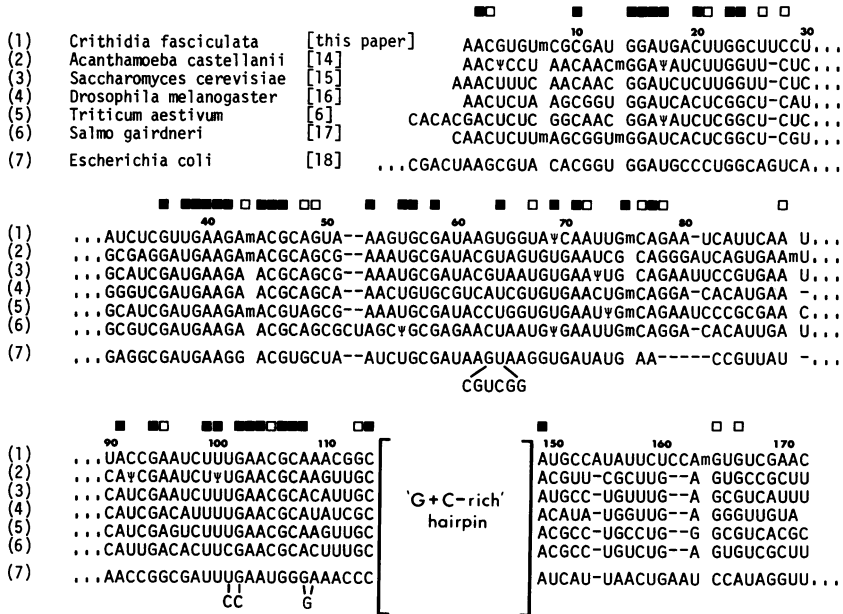 10 20 30
(1) Crithidia fasciculata [this paper] AACGUGUmCGCGAU GGAUGACUUGGCUUCCU...
(2) Acanthamoeba castellanii [14] AACΨCCU AACAACmGGAΨAUCUUGGUU-CUC...
(3) Saccharomyces cerevisiae [15] AAACUUUC AACAAC GGAUCUCUUGGUU-CUC...
(4) Drosophila melanogaster [16] AACUCUA AGCGGU GGAUCACUCGGCU-CAU...
(5) Triticum aestivum [6] CACACGACUCUC GGCAAC GGAΨAUCUCGGCU-CUC...
(6) Salmo gairdneri [17] CAACUCUUmAGCGGUmGGAUCACUCGGCU-CGU...
(7) Escherichia coli [18] ...CGACUAAGCGUA CACGGU GGAUGCCCUGGCAGUCA...
40 50 60 70 80
(1) ...AUCUCGUUGAAGAmACGCAGUA--AAGUGCGAUAAGUGGUAΨCAAUUGmCAGAA-UCAUUCAA U...
(2) ...GCGAGGAUGAAGAmACGCAGCG--AAAUGCGAUACGUAGUGUGAAUCG CAGGGAUCAGUGAAmU...
(3) ...GCAUCGAUGAAGA ACGCAGCG--AAAUGCGAUACGUAAUGUGAAΨUG CAGAAUUCCGUGAA U...
(4) ...GGGUCGAUGAAGA ACGCAGCA--AACUGUGCGUCAUCGUGUGAACUGmCAGGA-CACAUGAA -...
(5) ...GCAUCGAUGAAGAmACGUAGCG--AAAUGCGAUACCUGGUGUGAAUΨGmCAGAAUCCCGCGAA C...
(6) ...GCGUCGAUGAAGA ACGCAGCGCUAGCΨGCGAGAACUAAUGΨGAAUUGmCAGGA-CACAUUGA U...
(7) ...GAGGCGAUGAAGG ACGUGCUA--AUCUGCGAUAAGUAAGGUGAUAUG AA-----CCGUUAU ...
CGUCGG
90 100 110 150 160 170
(1) ...UACCGAAUCUUUGAACGCAAACGGC AUGCCAUAUUCUCCAmGUGUCGAAC
(2) ...CAΨCGAAUCUΨUGAACGCAAGUUGC ACGUU-CGCUUG--A GUGCCGCUU
(3) ...CAUCGAAUCUUUGAACGCACAUUGC AUGCC-UGUUUG--A GCGUCAUUU
(4) ...CAUCGACAUUUUGAACGCAUAUCGC ACAUA-UGGUUG--A GGGUUGUA
(5) ...CAUCGAGUCUUUGAACGCAAGUUGC ACGCC-UGCCUG--G GCGUCACGC
(6) ...CAUUGACACUUCGAACGCACUUUGC ACGCC-UGUCUG--A GUGUCGCUU
'G+C-rich'
hairpin
(7) ...AACCGGCGAUUUGAAUGGGAAACCC AUCAU-UAACUGAAU CCAUAGGUU...
CC G